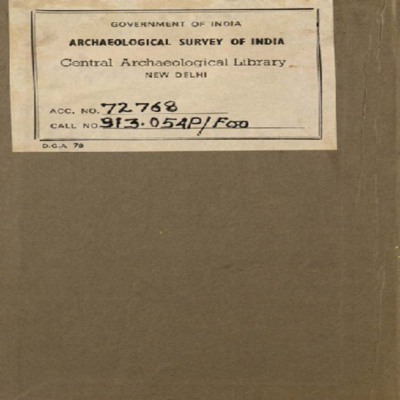 GOVERNMENT OF INDIA
ARCHAEOLOGICAL SURVEY OF INDIA
Central Archaeological Library
NEW DELHI
ACC. NO. 72768
CALL NO. 913.054P/Foo
D.G.A. 79